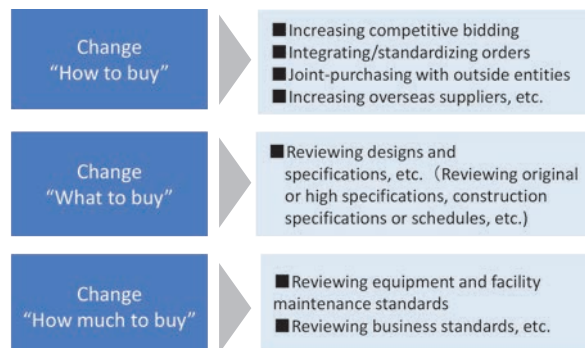 Change
“How to buy”
■Increasing competitive bidding
■Integrating/standardizing orders
■Joint-purchasing with outside entities
■Increasing overseas suppliers, etc.
Change
“What to buy”
■Reviewing designs and
specifications, etc.（Reviewing original
or high specifications, construction
specifications or schedules, etc.)
Change
“How much to buy”
■Reviewing equipment and facility
maintenance standards
■Reviewing business standards, etc.